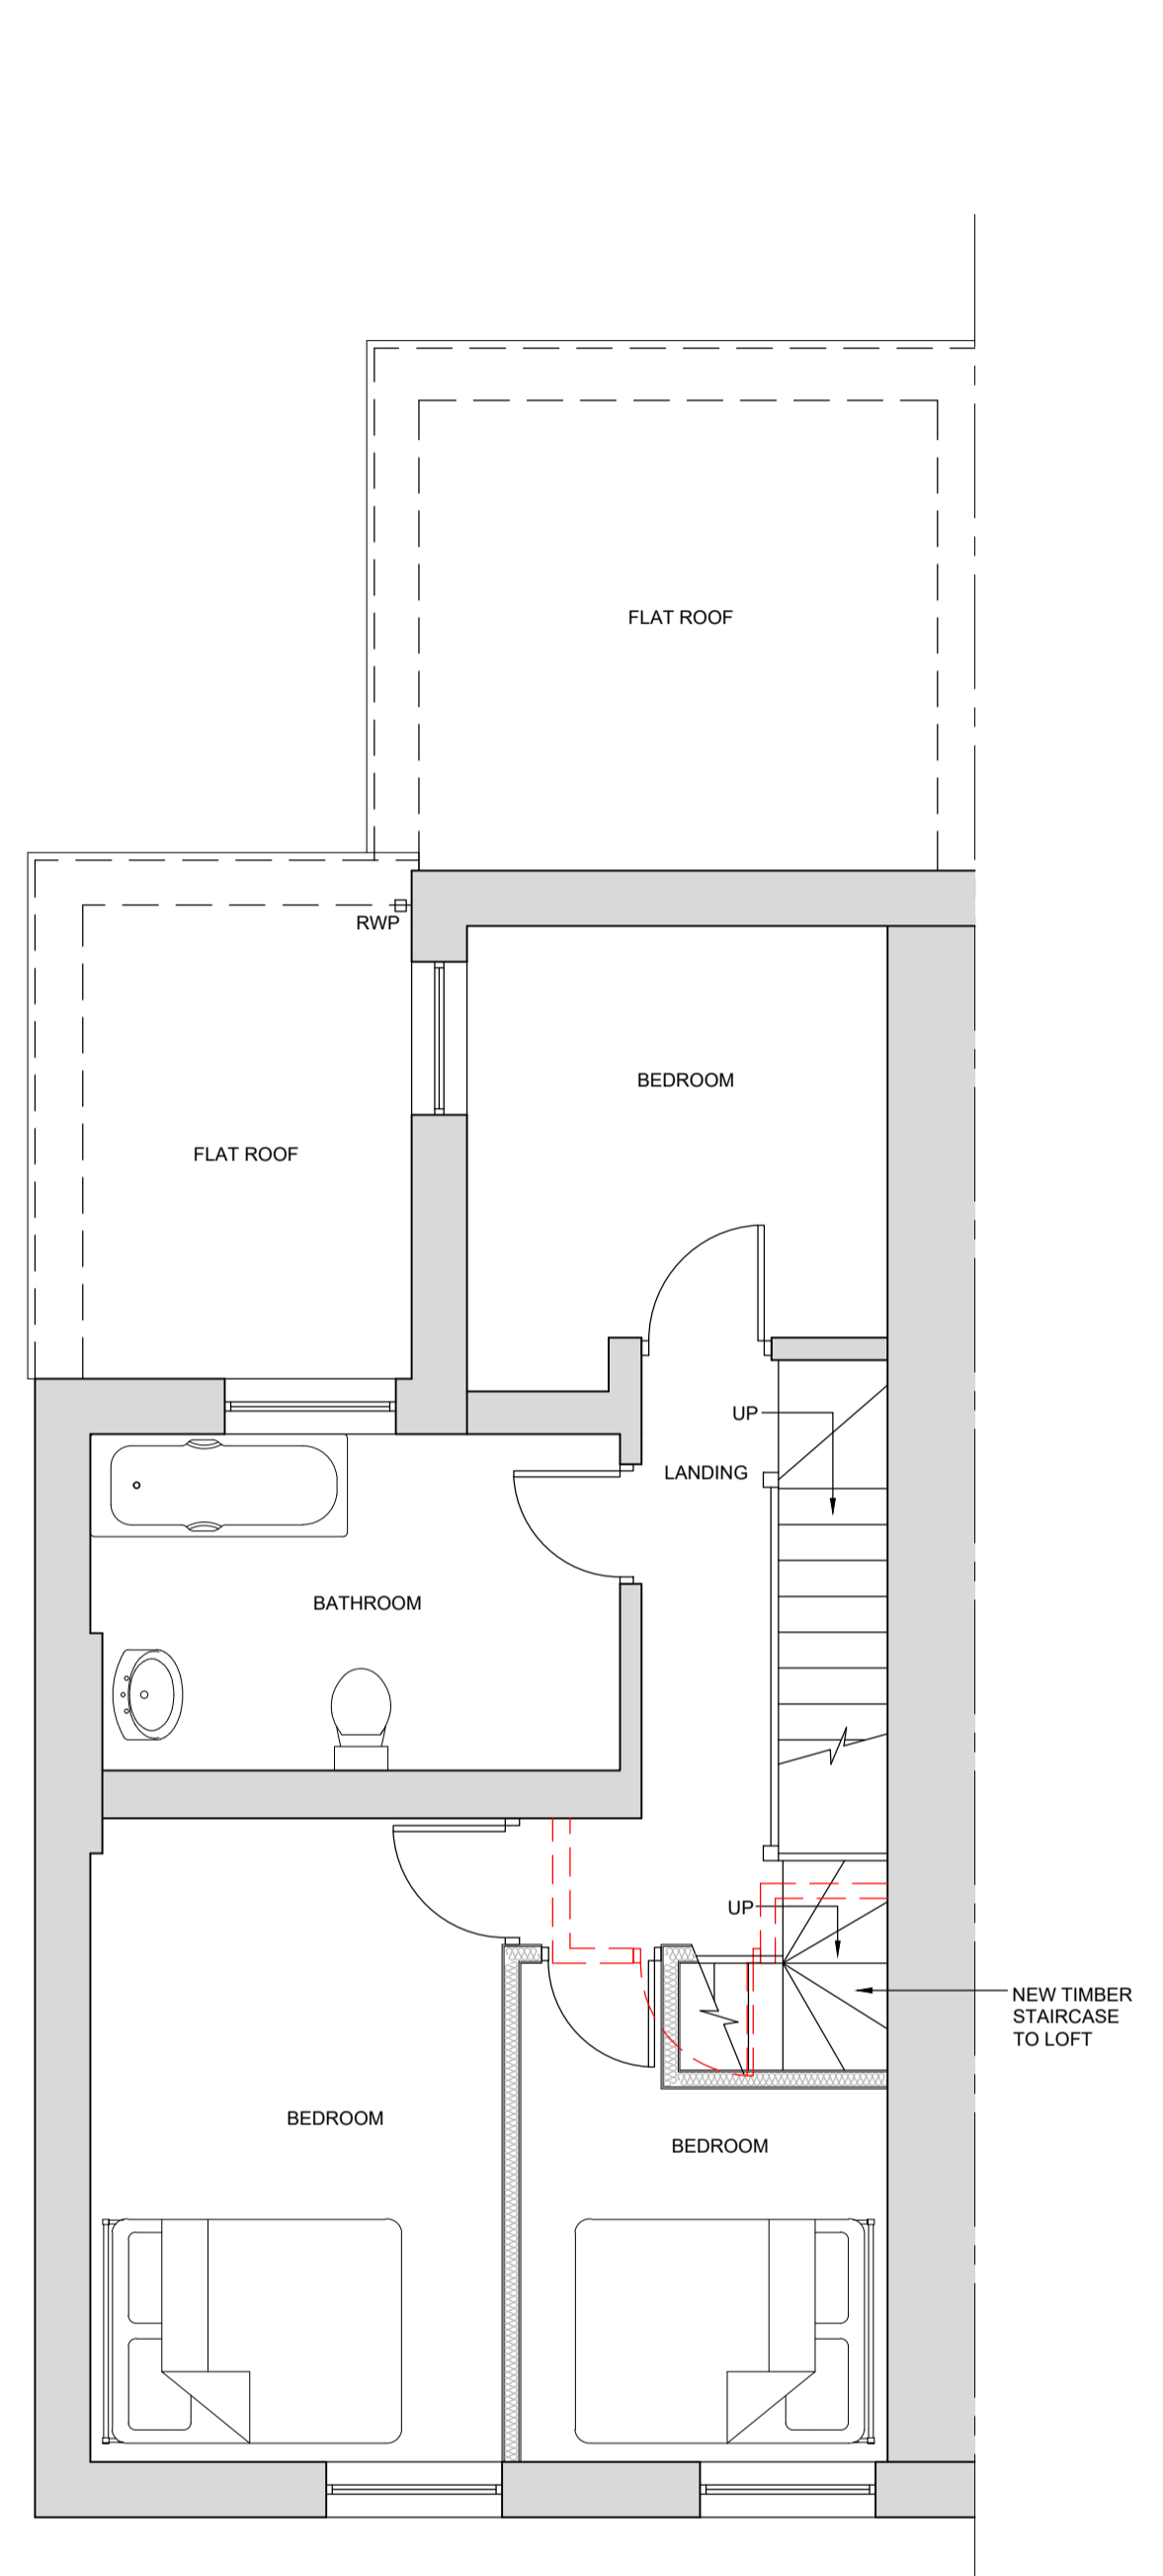 FLAT ROOF
RWP
BEDROOM
FLAT ROOF
UP
LANDING
BATHROOM
UP
NEW TIMBER
STAIRCASE
TO LOFT
BEDROOM
BEDROOM